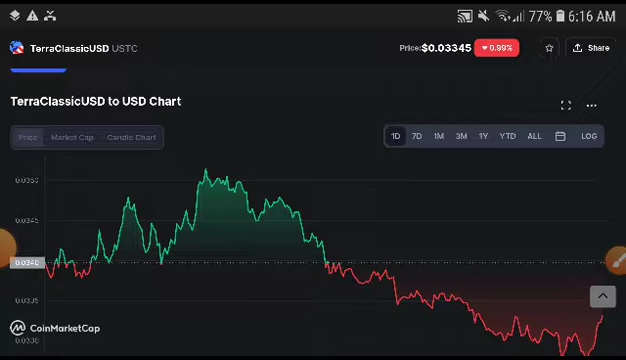 77% 6:16 AM
TerraClassicUSD USTC
Price:$0.03345 ▼ 0.99%
Share
TerraClassicUSD to USD Chart
Price Market Cap Candle Chart
1D 7D 1M 3M 1Y YTD ALL LOG
0.0350
0.0345
0.0340
0.0335
0.0330
CoinMarketCap